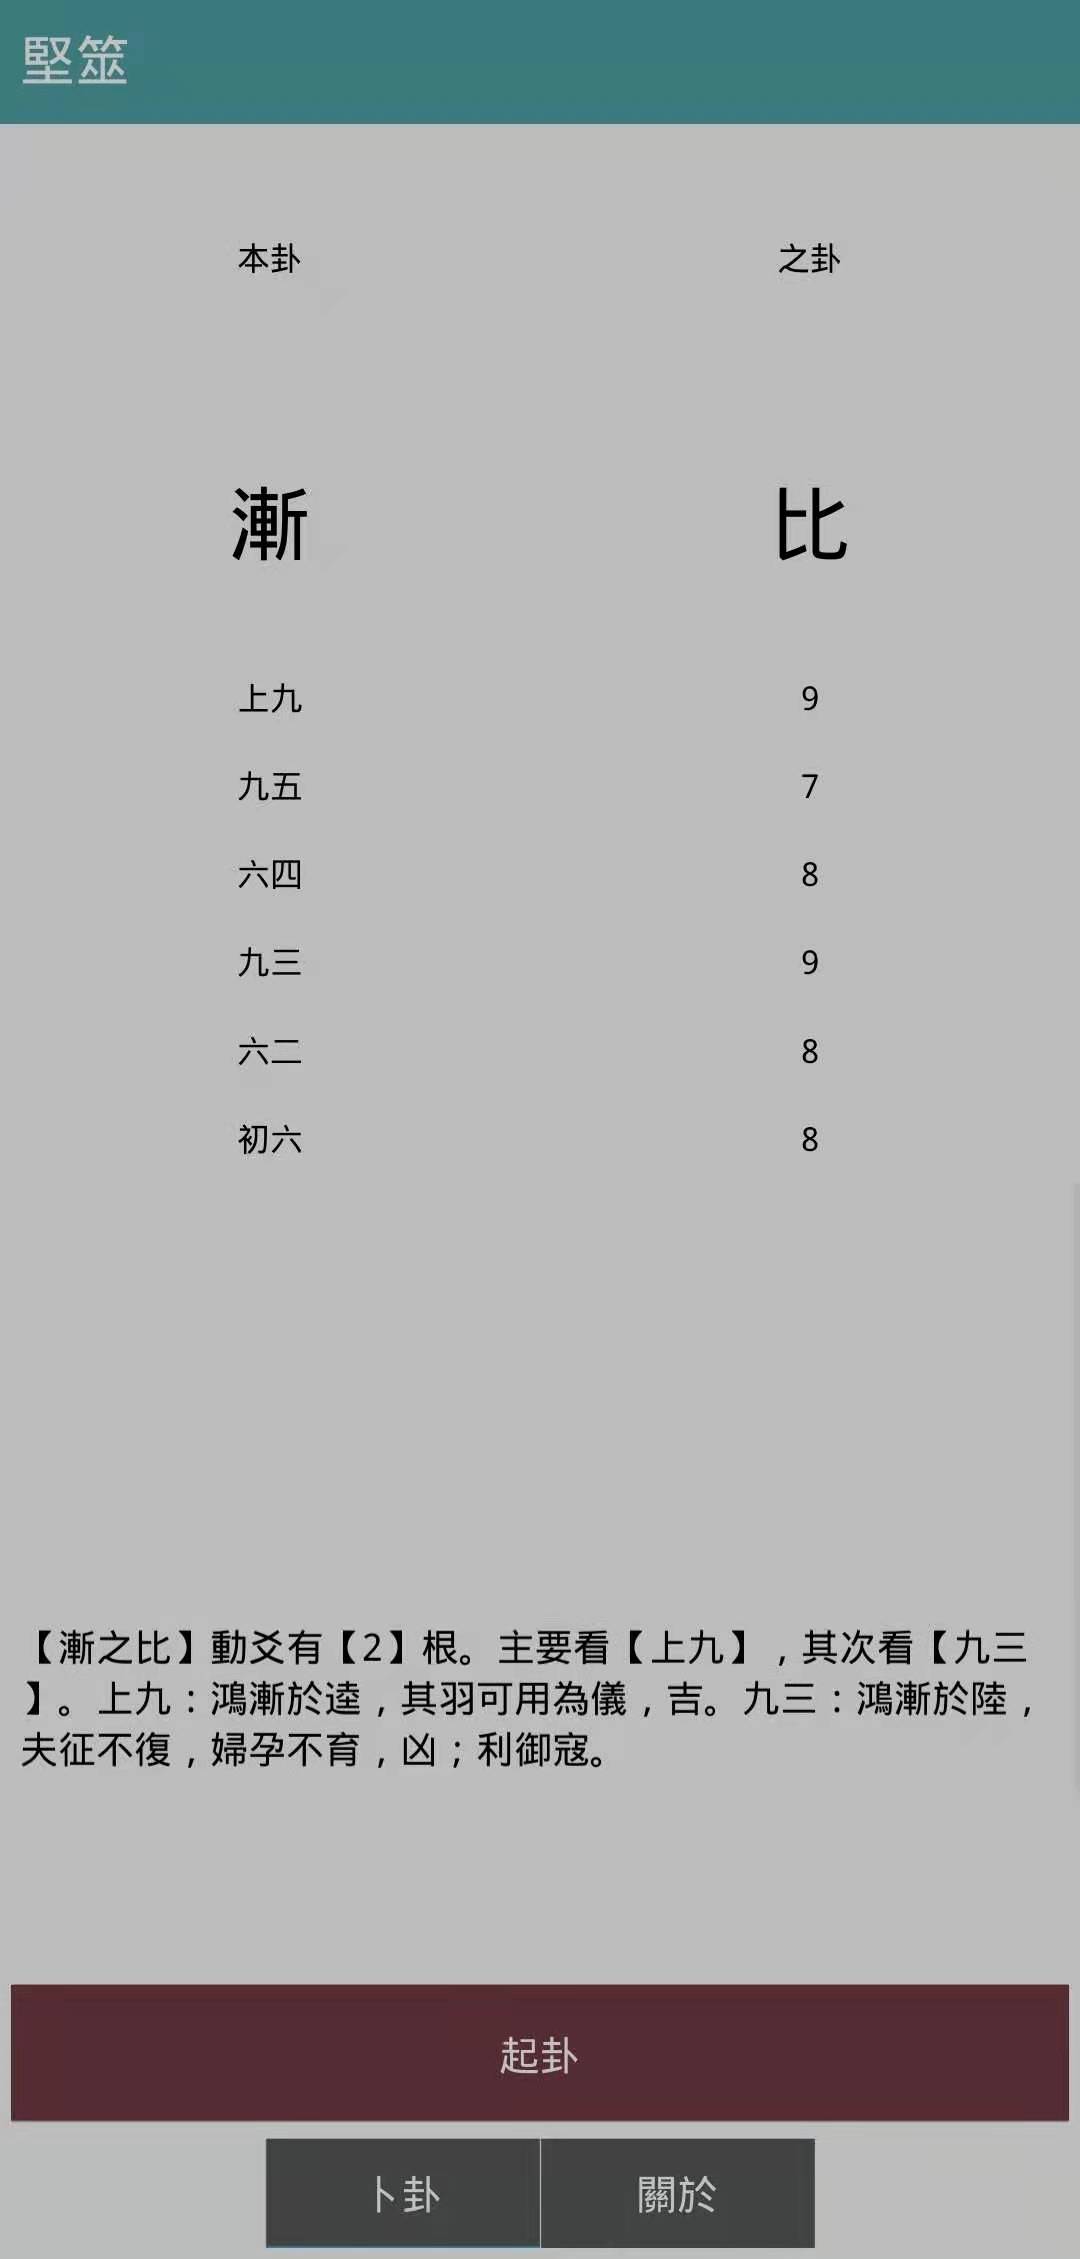 堅筮
本卦 之卦
漸 比
上九 9
九五 7
六四 8
九三 9
六二 8
初六 8
【漸之比】動爻有【2】根。主要看【上九】，其次看【九三
】。上九：鴻漸於逵，其羽可用為儀，吉。九三：鴻漸於陸，
夫征不復，婦孕不育，凶；利御寇。
起卦
卜卦 關於